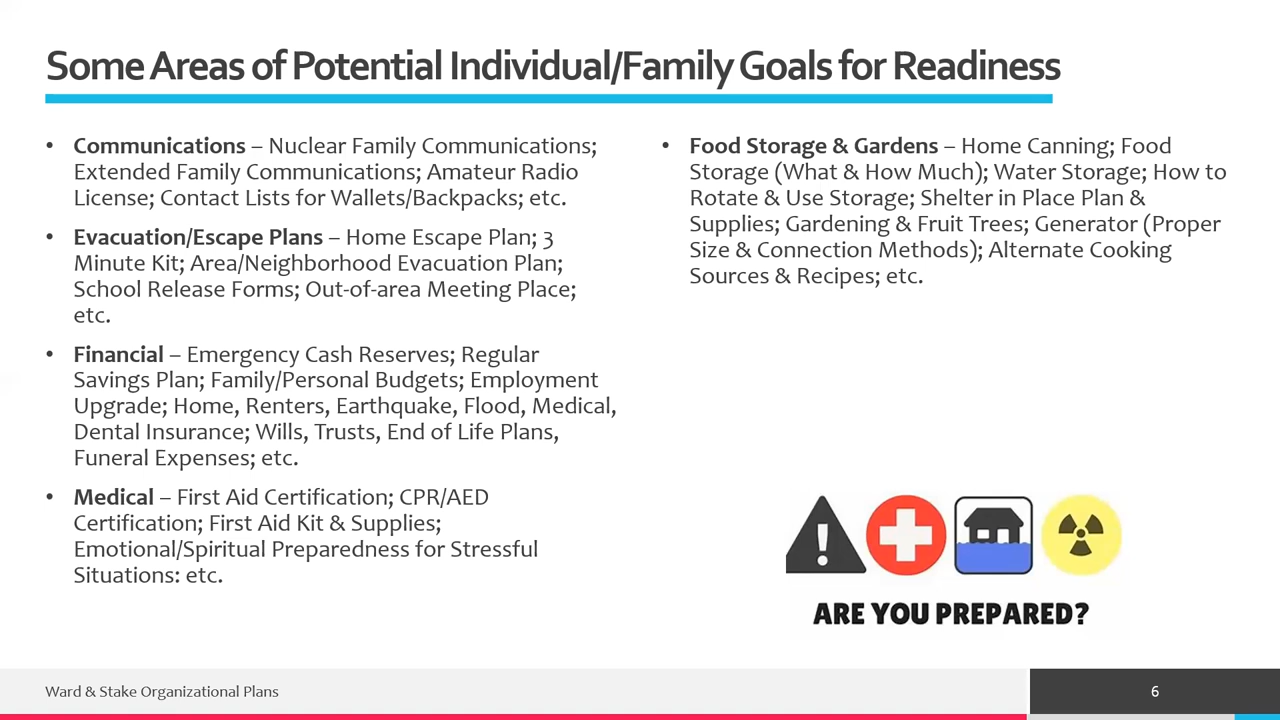 Some Areas of Potential Individual/Family Goals for Readiness
• Communications – Nuclear Family Communications;
Extended Family Communications; Amateur Radio
License; Contact Lists for Wallets/Backpacks; etc.
• Evacuation/Escape Plans – Home Escape Plan; 3
Minute Kit; Area/Neighborhood Evacuation Plan;
School Release Forms; Out-of-area Meeting Place;
etc.
• Financial – Emergency Cash Reserves; Regular
Savings Plan; Family/Personal Budgets; Employment
Upgrade; Home, Renters, Earthquake, Flood, Medical,
Dental Insurance; Wills, Trusts, End of Life Plans,
Funeral Expenses; etc.
• Medical – First Aid Certification; CPR/AED
Certification; First Aid Kit & Supplies;
Emotional/Spiritual Preparedness for Stressful
Situations: etc.
• Food Storage & Gardens – Home Canning; Food
Storage (What & How Much); Water Storage; How to
Rotate & Use Storage; Shelter in Place Plan &
Supplies; Gardening & Fruit Trees; Generator (Proper
Size & Connection Methods); Alternate Cooking
Sources & Recipes; etc.
ARE YOU PREPARED?
Ward & Stake Organizational Plans
6